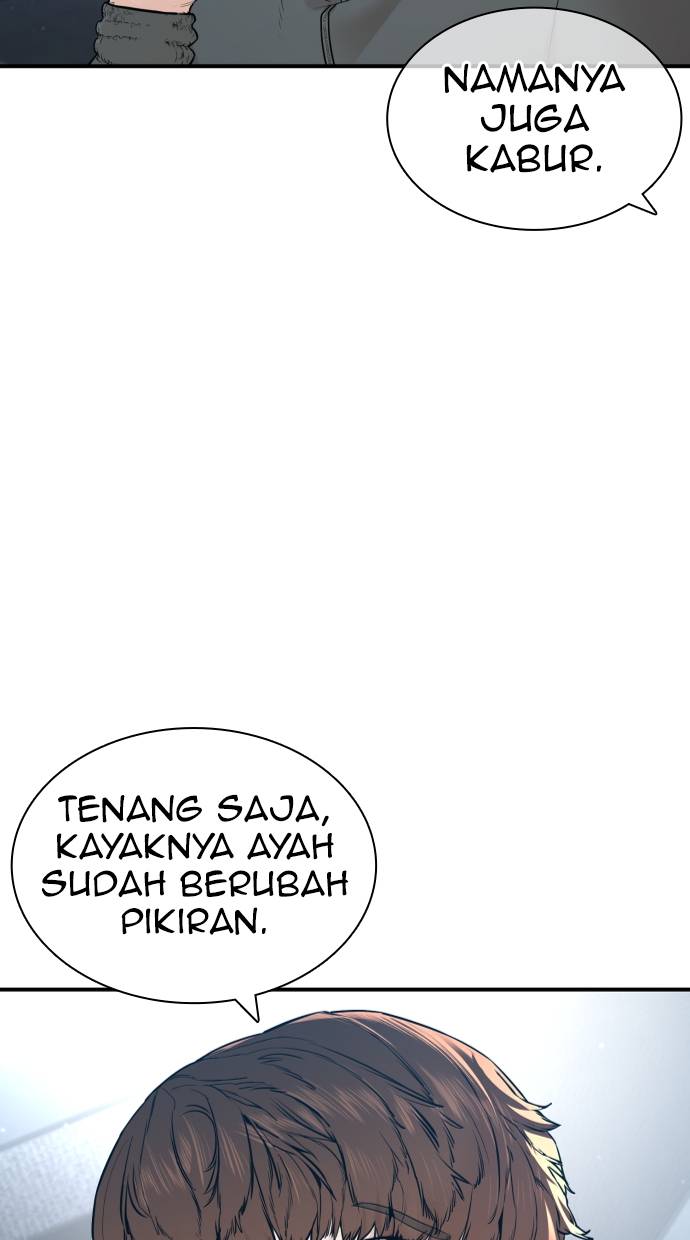 NAMANYA
JUGA
KABUR.
TENANG SAJA,
KAYAKNYA AYAH
SUDAH BERUBAH
PIKIRAN.